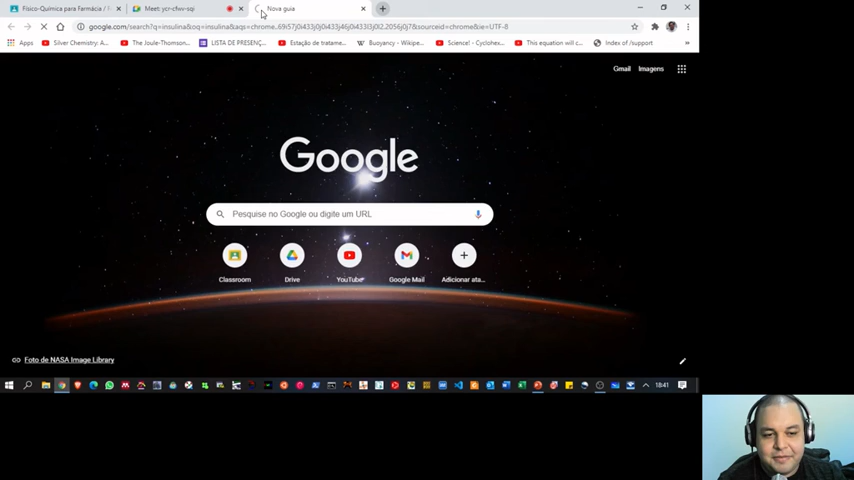 Físico-Química para Farmácia / F
Meet: ycr-cfwv-sqi
Nova guia
google.com/search?q=insulina&oq=insulina&aqs=chrome..69i57j0i433j0j46j0i433j0l2.2056j0j7&sourceid=chrome&ie=UTF-8
Apps
Silver Chemistry: A...
The Joule-Thomson...
LISTA DE PRESENÇ...
Estação de tratame...
Buoyancy - Wikipe...
Science! - Cyclohex...
This equation will c...
Index of /support/
Gmail
Imagens
Google
Pesquise no Google ou digite um URL
Classroom
Drive
YouTube
Google Mail
Adicionar ata...
Foto de NASA Image Library
18:41